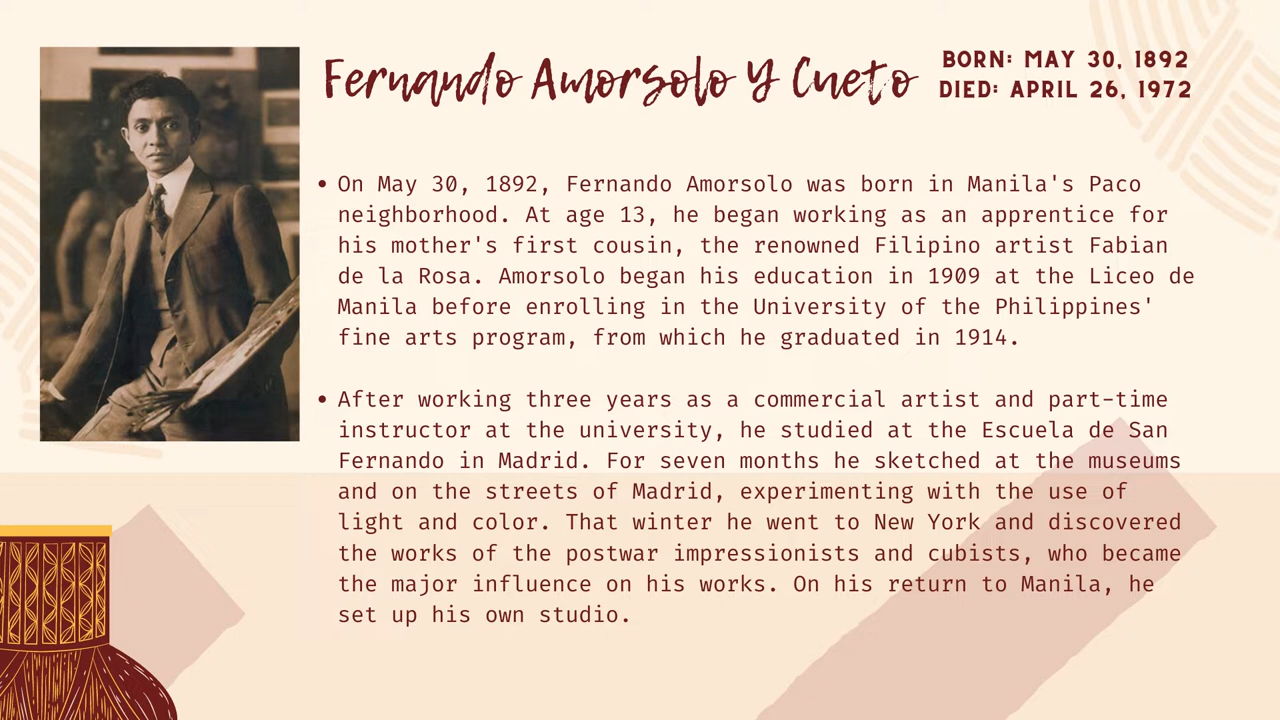 Fernando Amorsolo Y Cueto
BORN: MAY 30, 1892
DIED: APRIL 26, 1972
• On May 30, 1892, Fernando Amorsolo was born in Manila's Paco
neighborhood. At age 13, he began working as an apprentice for
his mother's first cousin, the renowned Filipino artist Fabian
de la Rosa. Amorsolo began his education in 1909 at the Liceo de
Manila before enrolling in the University of the Philippines'
fine arts program, from which he graduated in 1914.
• After working three years as a commercial artist and part-time
instructor at the university, he studied at the Escuela de San
Fernando in Madrid. For seven months he sketched at the museums
and on the streets of Madrid, experimenting with the use of
light and color. That winter he went to New York and discovered
the works of the postwar impressionists and cubists, who became
the major influence on his works. On his return to Manila, he
set up his own studio.